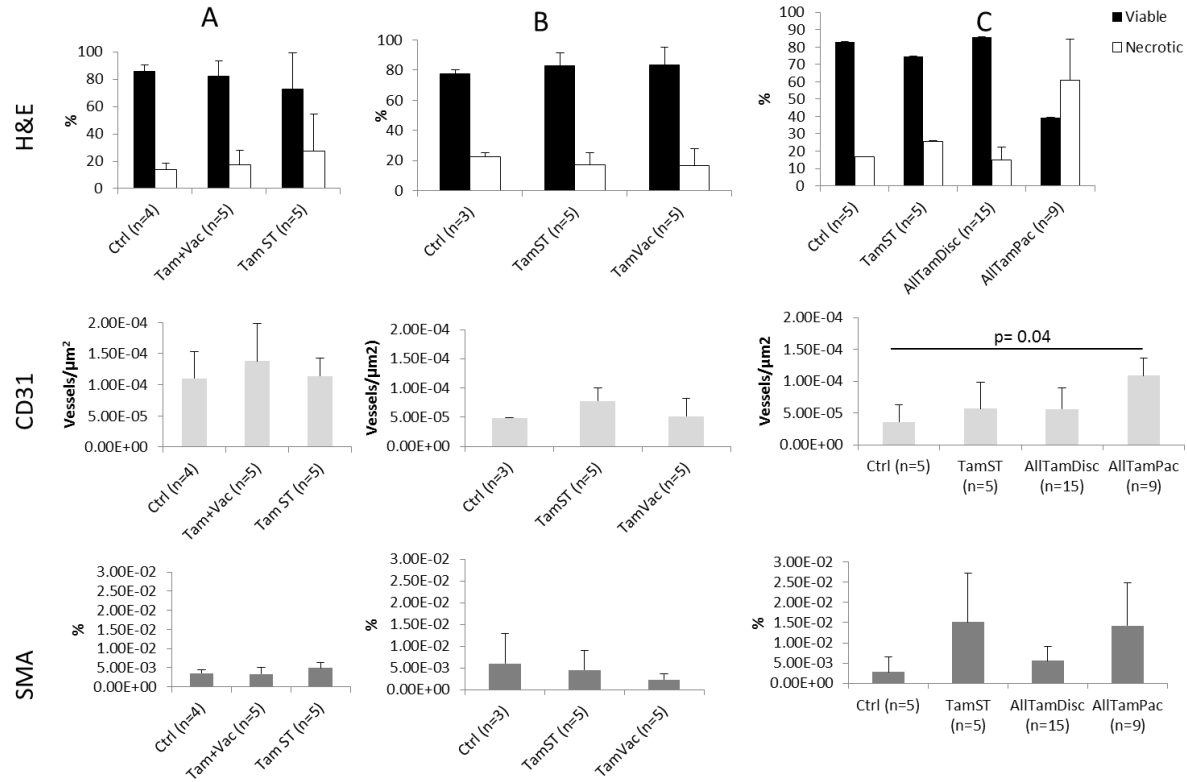 A
B
C
Viable
Necrotic
H&E
%
100
80
60
40
20
0
Ctrl (n=4)
Tam+Vac (n=5)
Tam ST (n=5)
%
100
80
60
40
20
0
Ctrl (n=3)
TamST (n=5)
TamVac (n=5)
%
100
90
80
70
60
50
40
30
20
10
0
Ctrl (n=5)
TamST (n=5)
AllTamDisc (n=15)
AllTamPac (n=9)
CD31
Vessels/µm²
2.00E-04
1.50E-04
1.00E-04
5.00E-05
0.00E+00
Ctrl (n=4)
Tam+Vac (n=5)
Tam ST (n=5)
Vessels/µm2)
2.00E-04
1.50E-04
1.00E-04
5.00E-05
0.00E+00
Ctrl (n=3)
TamST (n=5)
TamVac (n=5)
Vessels/µm2
2.00E-04
1.50E-04
1.00E-04
5.00E-05
0.00E+00
p= 0.04
Ctrl (n=5)
TamST
(n=5)
AllTamDisc
(n=15)
AllTamPac
(n=9)
SMA
%
3.00E-02
2.50E-02
2.00E-02
1.50E-02
1.00E-02
5.00E-03
0.00E+00
Ctrl (n=4)
Tam+Vac (n=5)
Tam ST (n=5)
%
3.00E-02
2.50E-02
2.00E-02
1.50E-02
1.00E-02
5.00E-03
0.00E+00
Ctrl (n=3)
TamST (n=5)
TamVac (n=5)
%
3.00E-02
2.50E-02
2.00E-02
1.50E-02
1.00E-02
5.00E-03
0.00E+00
Ctrl (n=5)
TamST
(n=5)
AllTamDisc
(n=15)
AllTamPac
(n=9)